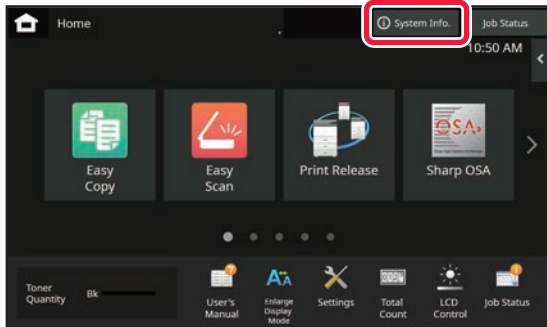 Home
System Info.
Job Status
10:50 AM
Easy
Copy
Easy
Scan
Print Release
OSA
Sharp OSA
Toner
Quantity
Bk
User's
Manual
Enlarge
Display
Mode
Settings
Total
Count
LCD
Control
Job Status